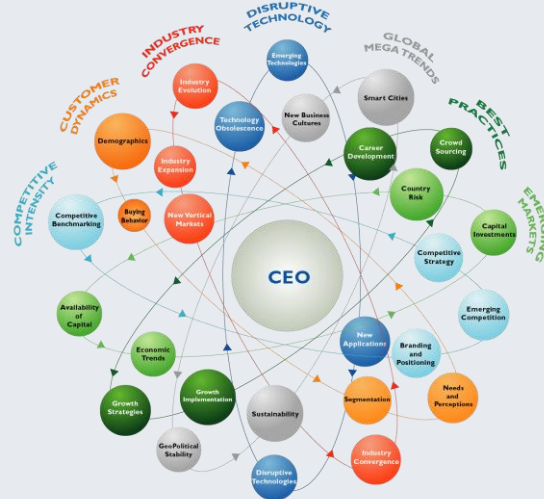 DISRUPTIVE
TECHNOLOGY
INDUSTRY
CONVERGENCE
GLOBAL
MEGA TRENDS
CUSTOMER
DYNAMICS
BEST
PRACTICES
COMPETITIVE
INTENSITY
EMERGING
MARKETS
Emerging
Technologies
Industry
Evolution
Smart Cities
Technology
Obsolescence
New Business
Cultures
Demographics
Career
Development
Crowd
Sourcing
Industry
Expansion
Country
Risk
Competitive
Benchmarking
Buying
Behavior
New Vertical
Markets
Capital
Investments
Competitive
Strategy
CEO
Availability
of
Capital
Emerging
Competition
New
Applications
Economic
Trends
Branding
and
Positioning
Growth
Strategies
Growth
Implementation
Sustainability
Segmentation
Needs
and
Perceptions
GeoPolitical
Stability
Industry
Convergence
Disruptive
Technologies